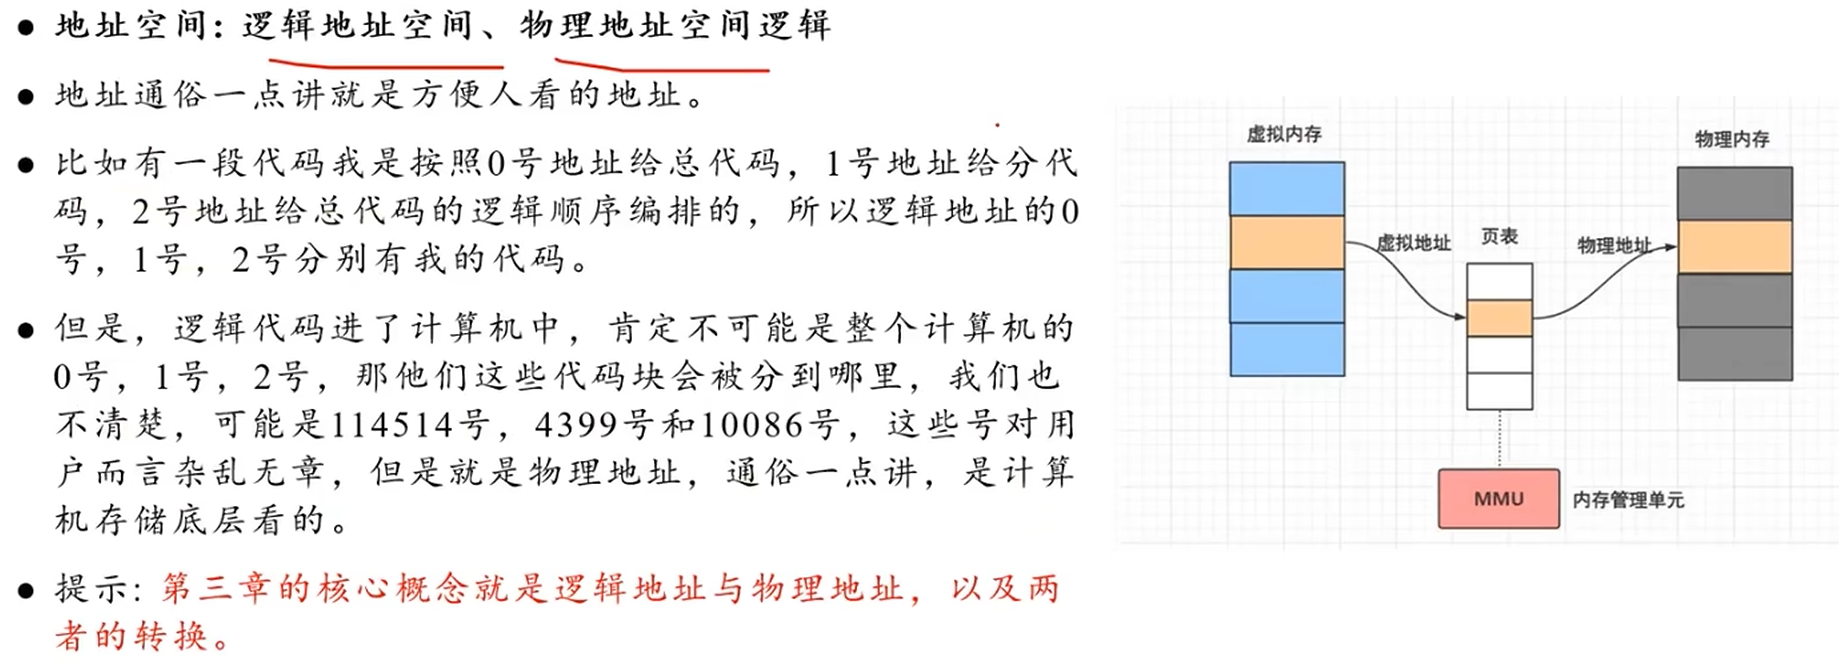 ● 地址空间：逻辑地址空间、物理地址空间逻辑
● 地址通俗一点讲就是方便人看的地址。
● 比如有一段代码我是按照0号地址给总代码，1号地址给分代
码，2号地址给总代码的逻辑顺序编排的，所以逻辑地址的0
号，1号，2号分别有我的代码。
● 但是，逻辑代码进了计算机中，肯定不可能是整个计算机的
0号，1号，2号，那他们这些代码块会被分到哪里，我们也
不清楚，可能是114514号，4399号和10086号，这些号对用
户而言杂乱无章，但是就是物理地址，通俗一点讲，是计算
机存储底层看的。
● 提示：第三章的核心概念就是逻辑地址与物理地址，以及两
者的转换。
虚拟内存
物理内存
虚拟地址
页表
物理地址
MMU
内存管理单元